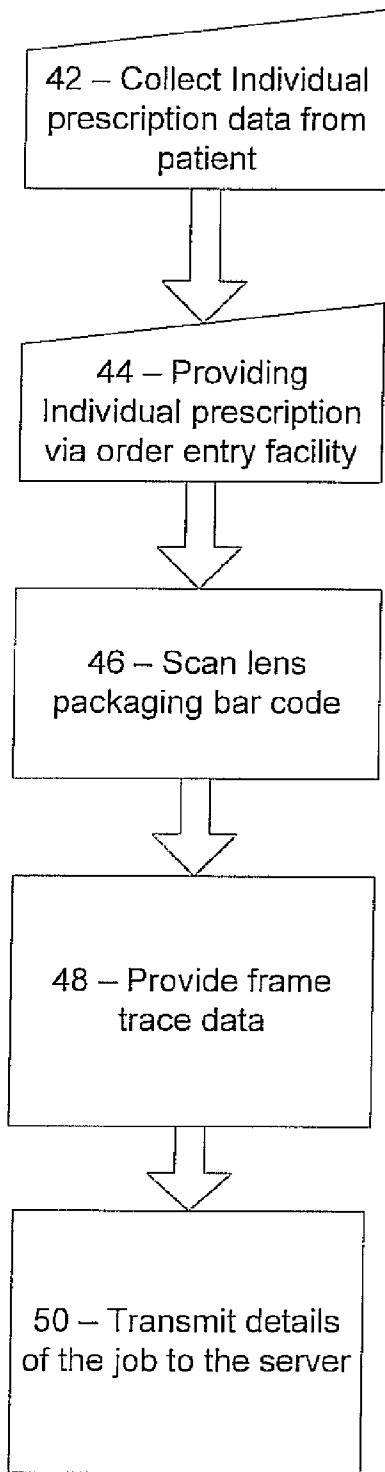 42 – Collect Individual
prescription data from
patient
44 – Providing
Individual prescription
via order entry facility
46 – Scan lens
packaging bar code
48 – Provide frame
trace data
50 – Transmit details
of the job to the server